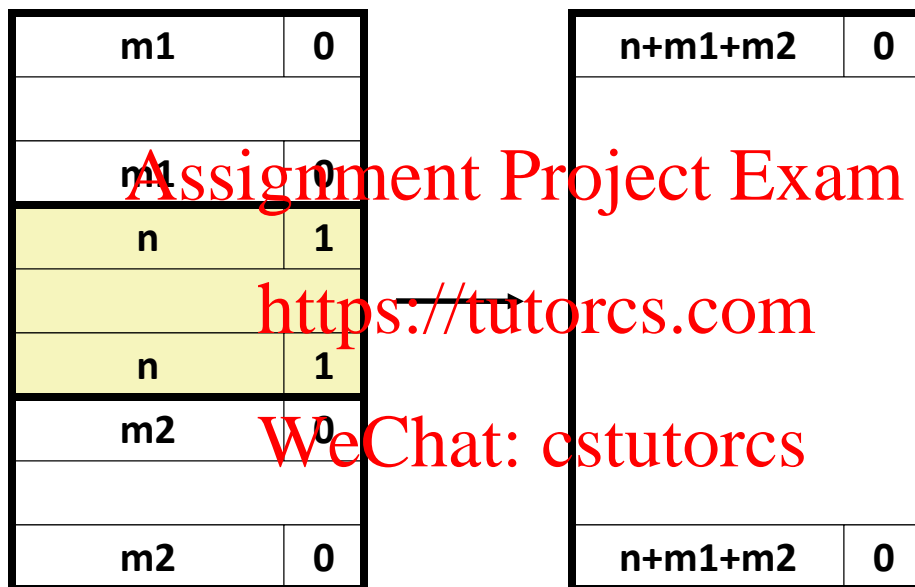 m1 0 n+m1+m2 0
m1 0
Assignment Project Exam
n 1
https://tutorcs.com
n 1
m2 0
WeChat: cstutorcs
m2 0 n+m1+m2 0